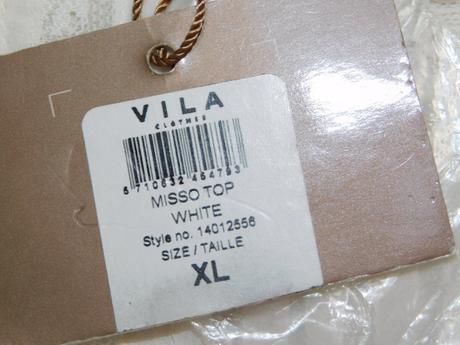 VILA
CLOTHES
5 710632 464793
MISSO TOP
WHITE
Style no. 14012556
SIZE / TAILLE
XL